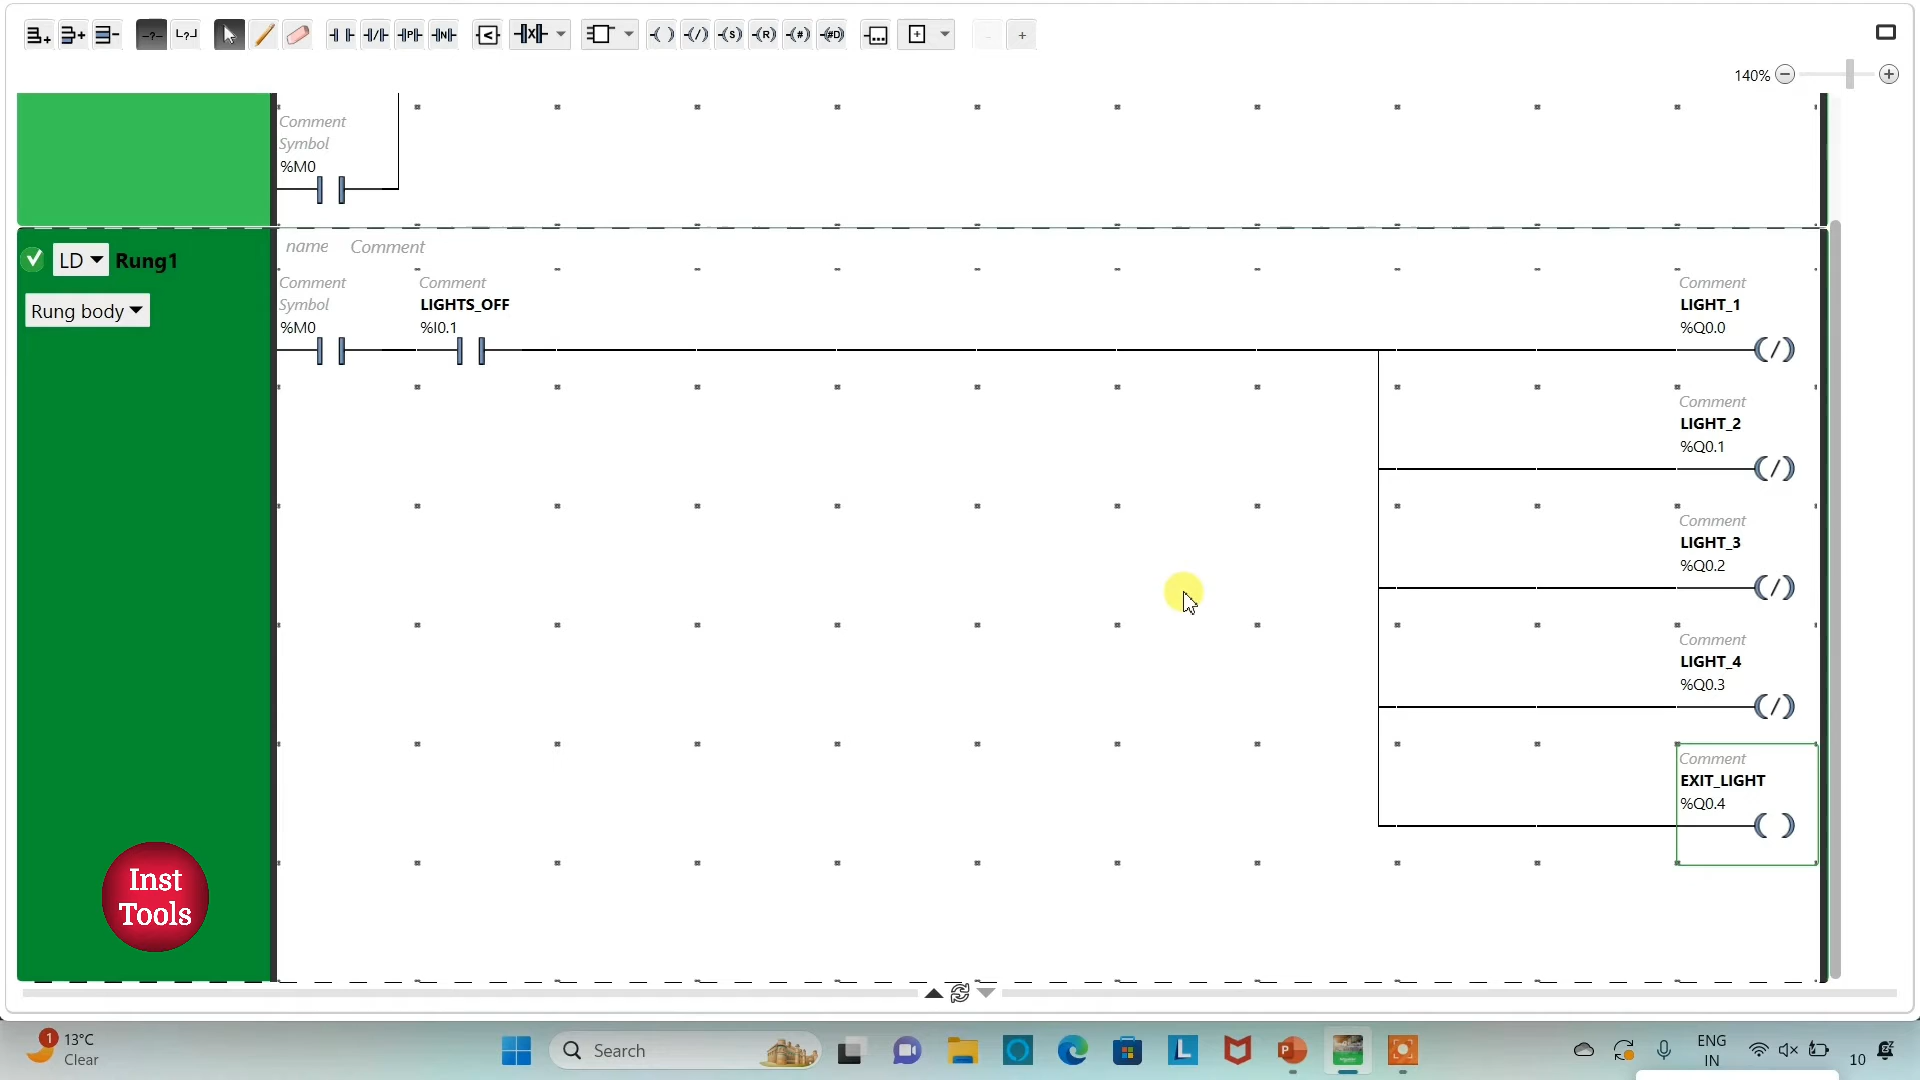 140%
Comment
Symbol
%M0
name Comment
LD Rung1
Rung body
Comment
Symbol
%M0
Comment
LIGHTS_OFF
%I0.1
Comment
LIGHT_1
%Q0.0
Comment
LIGHT_2
%Q0.1
Comment
LIGHT_3
%Q0.2
Comment
LIGHT_4
%Q0.3
Comment
EXIT_LIGHT
%Q0.4
Inst
Tools
1
13°C
Clear
Search
ENG
IN
10